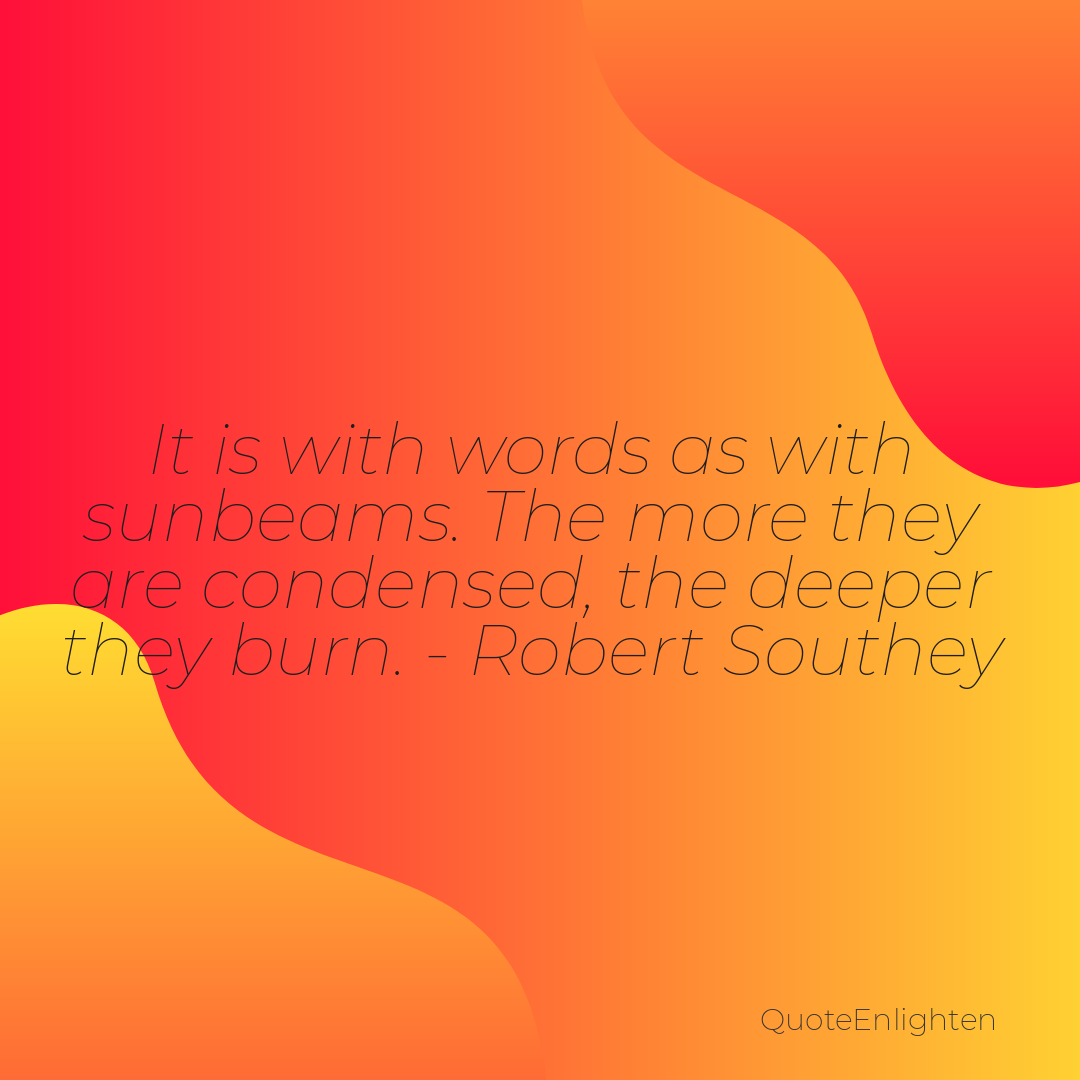 It is with words as with
sunbeams. The more they
are condensed, the deeper
they burn. - Robert Southey
QuoteEnlighten